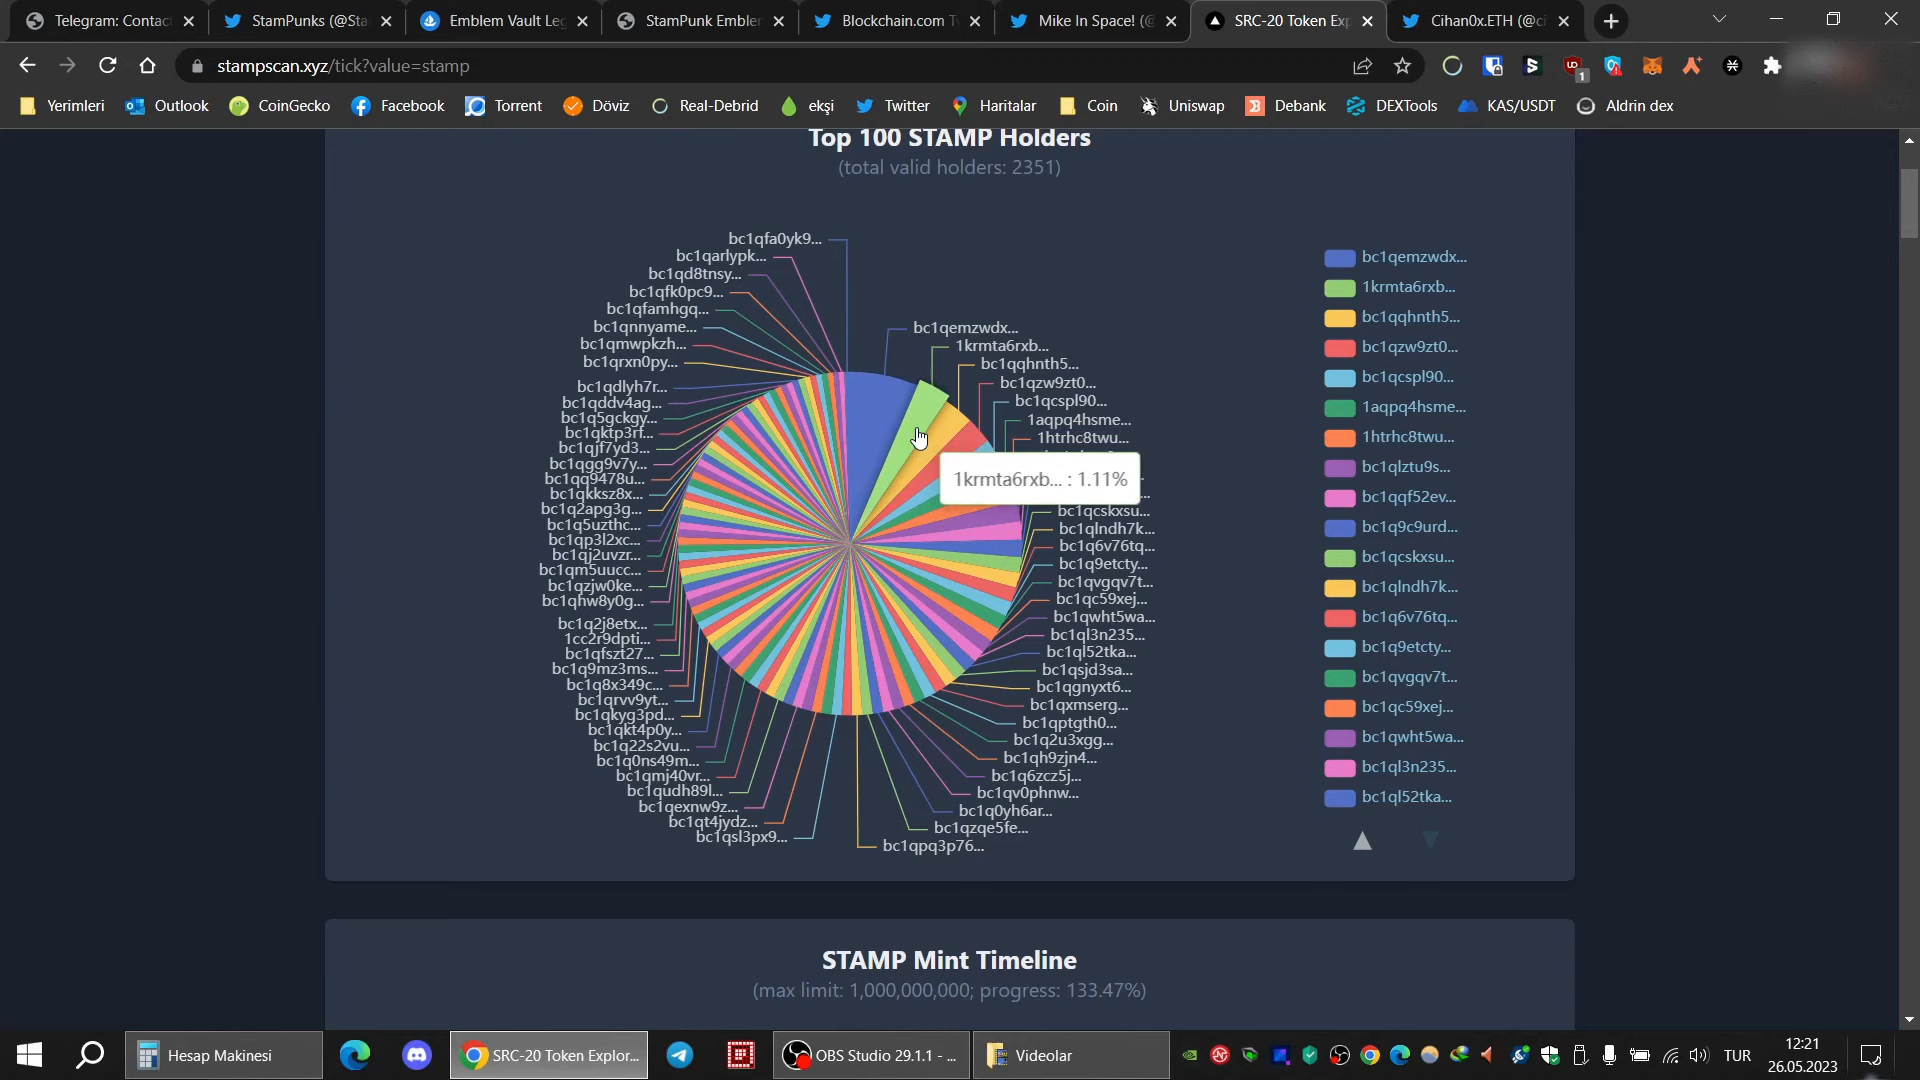 Telegram: Contac
StamPunks (@Sta
Emblem Vault Leg
StamPunk Embler
Blockchain.com Tw
Mike In Space! (@
SRC-20 Token Exp
Cihan0x.ETH (@ci
stampscan.xyz/tick?value=stamp
Yerimleri
Outlook
CoinGecko
Facebook
Torrent
Döviz
Real-Debrid
ekşi
Twitter
Haritalar
Coin
Uniswap
Debank
DEXTools
KAS/USDT
Aldrin dex
Top 100 STAMP Holders
(total valid holders: 2351)
bc1qfa0yk9...
bc1qarlypk...
bc1qd8tnsy...
bc1qfk0pc9...
bc1qfamhgq...
bc1qnnyame...
bc1qmwpkzh...
bc1qrxn0py...
bc1qdlyh7r...
bc1qddv4ag...
bc1q5gckgy...
bc1qktp3rf...
bc1qjf7yd3...
bc1qgg9v7y...
bc1qq9478u...
bc1qkksz8x...
bc1q2apg3g...
bc1q5uzthc...
bc1qp3l2xc...
bc1qj2uvzr...
bc1qm5uucc...
bc1qzjw0ke...
bc1qhw8y0g...
bc1q2j8etx...
1cc2r9dpti...
bc1qfszt27...
bc1q9mz3ms...
bc1q8x349c...
bc1qrvv9yt...
bc1qkyg3pd...
bc1qkt4p0y...
bc1q22s2vu...
bc1q0ns49m...
bc1qmj40vr...
bc1qudh89l...
bc1qexnw9z...
bc1qt4jydz...
bc1qsl3px9...
bc1qemzwdx...
1krmta6rxb...
bc1qqhnth5...
bc1qzw9zt0...
bc1qcspl90...
1aqpq4hsme...
1htrhc8twu...
1krmta6rxb... : 1.11%
bc1qcskxsu...
bc1qlndh7k...
bc1q6v76tq...
bc1q9etcty...
bc1qvgqv7t...
bc1qc59xej...
bc1qwht5wa...
bc1ql3n235...
bc1ql52tka...
bc1qsjd3sa...
bc1qgnyxt6...
bc1qxmserg...
bc1qptgth0...
bc1q2u3xgg...
bc1qh9zjn4...
bc1q6zcz5j...
bc1qv0phnw...
bc1q0yh6ar...
bc1qzqe5fe...
bc1qpq3p76...
bc1qemzwdx...
1krmta6rxb...
bc1qqhnth5...
bc1qzw9zt0...
bc1qcspl90...
1aqpq4hsme...
1htrhc8twu...
bc1qlztu9s...
bc1qqf52ev...
bc1q9c9urd...
bc1qcskxsu...
bc1qlndh7k...
bc1q6v76tq...
bc1q9etcty...
bc1qvgqv7t...
bc1qc59xej...
bc1qwht5wa...
bc1ql3n235...
bc1ql52tka...
STAMP Mint Timeline
(max limit: 1,000,000,000; progress: 133.47%)
Hesap Makinesi
SRC-20 Token Explor...
OBS Studio 29.1.1 - ...
Videolar
TUR
12:21
26.05.2023